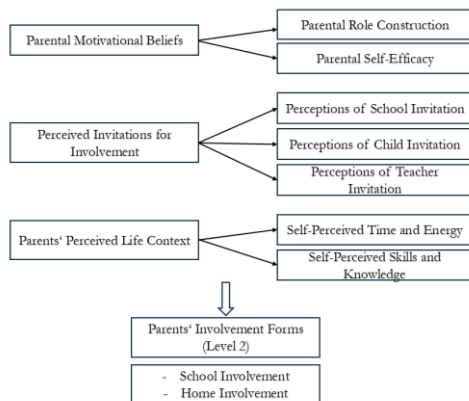 Parental Motivational Beliefs
Parental Role Construction
Parental Self-Efficacy
Perceived Invitations for
Involvement
Perceptions of School Invitation
Perceptions of Child Invitation
Perceptions of Teacher
Invitation
Parents‘ Perceived Life Context
Self-Perceived Time and Energy
Self-Perceived Skills and
Knowledge
Parents‘ Involvement Forms
(Level 2)
- School Involvement
- Home Involvement